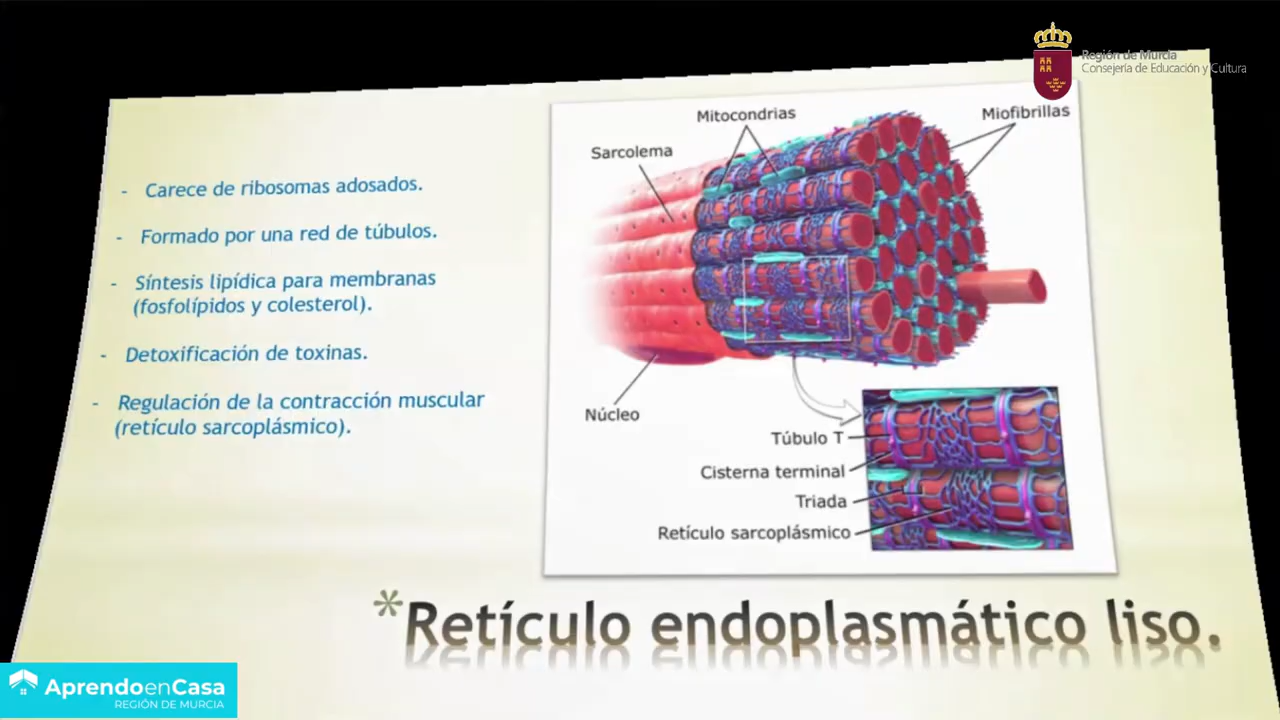 Región de Murcia
Consejería de Educación y Cultura
- Carece de ribosomas adosados.
- Formado por una red de túbulos.
- Síntesis lipídica para membranas
(fosfolípidos y colesterol).
- Detoxificación de toxinas.
- Regulación de la contracción muscular
(retículo sarcoplásmico).
Mitocondrias
Miofibrillas
Sarcolema
Núcleo
Túbulo T
Cisterna terminal
Triada
Retículo sarcoplásmico
*Retículo endoplasmático liso.
AprendoenCasa
REGIÓN DE MURCIA